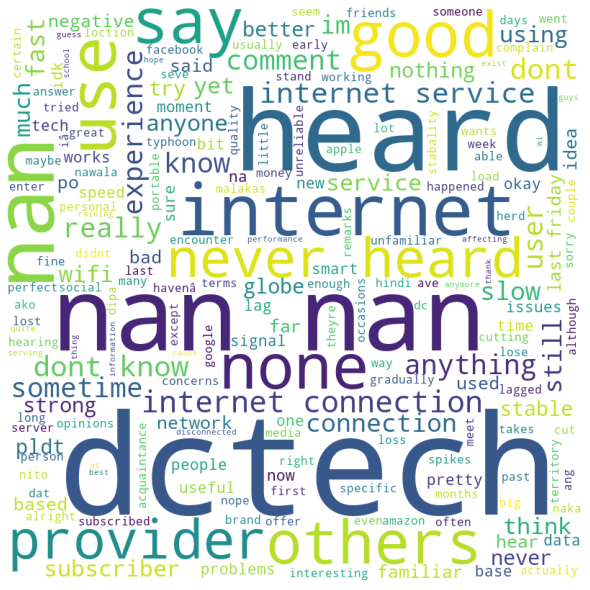 say
im
good
negative
fast
nan
use
seem
friends
someone
days
went
facebook
usually
early
complain
better
using
certain
loction
idk
said
comment
nothing
dont
guess
school
hope
seve
stand
working
exist
answer
try
yet
internet service
guys
much
tried
iâ
moment
anyone
heard
tech
great
experience
typhoon
bit
little
quality
unreliable
apple
lot
wants
stabality
wi
idea
maybe
works
know
money
week
able
enter
nawala
po
portable
na
new
service
happened
load
okay
speed
sure
malakas
internet
user
last friday
personal
raining
really
herd
sorry
couple
didnt
encounter
performance
never heard
remarks
unfamiliar
affecting
fine
wifi
bad
smart
occasions
slow
perfectsocial
last
terms
globe
enough
hindi
ave
thank
issues
although
ako
many
dipa
havenâ
lag
theyre
dc
anymore
lost
quite
except
google
signal
far
way
cutting
time
hearing
thing
information
nan nan
none
gradually
lose
serving
dont know
cause
concerns
anything
still
sometime
used
lagged
strong
internet connection
stable
long
opinions
network
one
connection
takes
cut
server
disconnected
media
loss
spikes
meet
pldt
people
right
specific
pretty
past
person
acquaintance
us
best
now
months
territory
ang
nito
dat
useful
first
dctech
based
nope
big
naka
alright
subscribed
brand
offer
even
amazon
often
think
provider
others
hear
data
never
subscriber
problems
interesting
familiar
base
actually